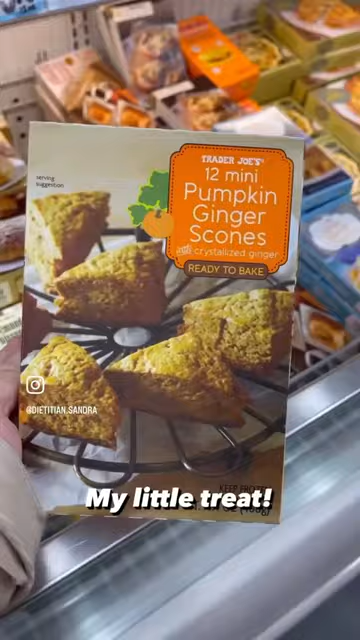 serving
suggestion
TRADER JOE'S
12 mini
Pumpkin
Ginger
Scones
with crystallized ginger
READY TO BAKE
@DIETITIAN.SANDRA
KEEP FROZEN
My little treat!